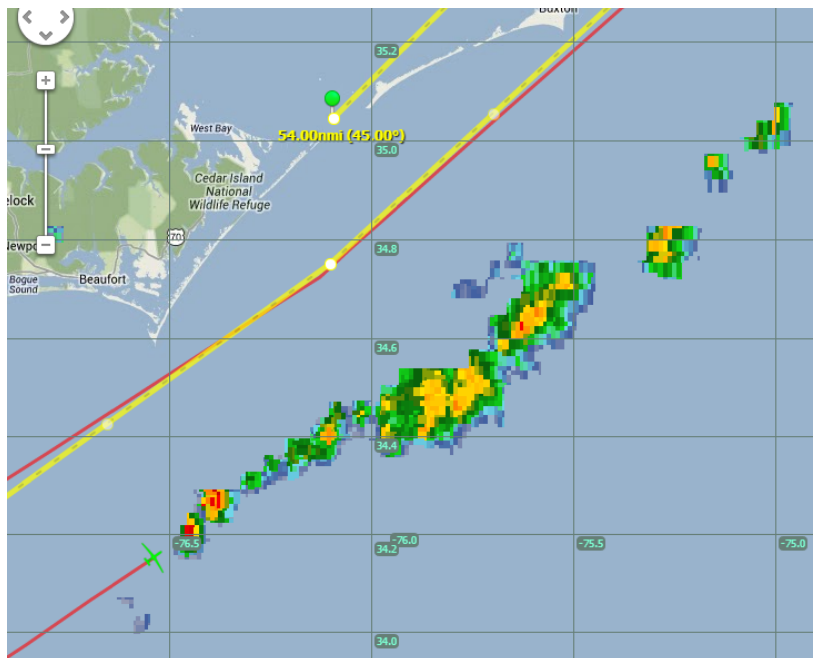 Buxton
35.2
West Bay
54.00nmi (45.00°)
35.0
Cedar Island
National
Wildlife Refuge
elock
70
Newpo
34.8
Bogue
Sound
Beaufort
34.6
34.4
-76.5
34.2
-76.0
-75.5
-75.0
34.0